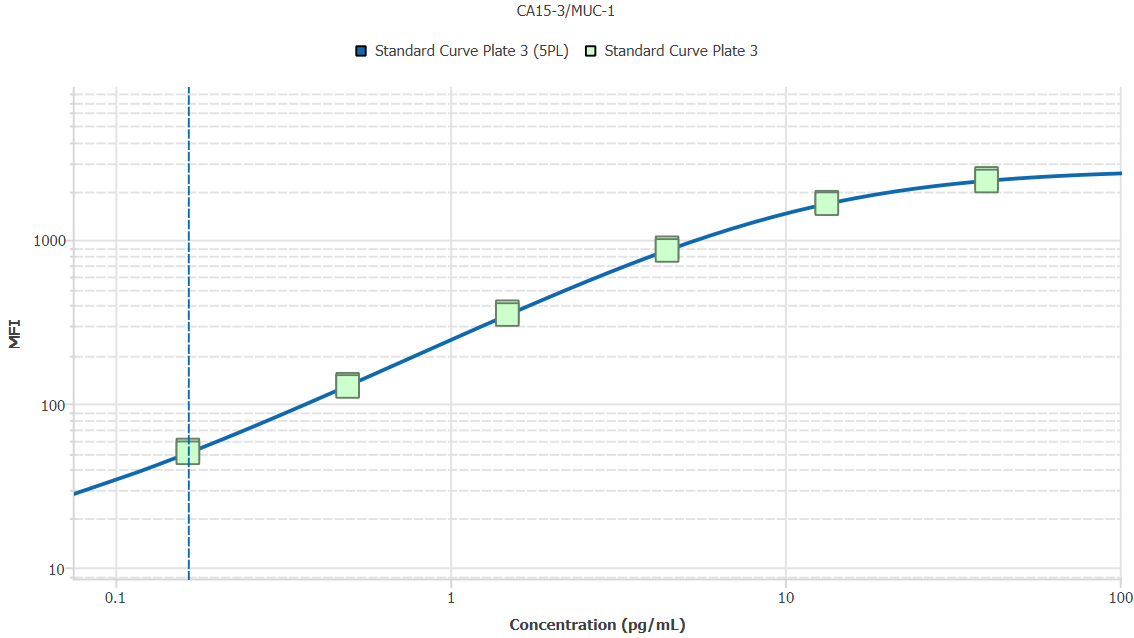 CA15-3/MUC-1
Standard Curve Plate 3 (5PL) Standard Curve Plate 3
1000
100
10
MFI
0.1 1 10 100
Concentration (pg/mL)